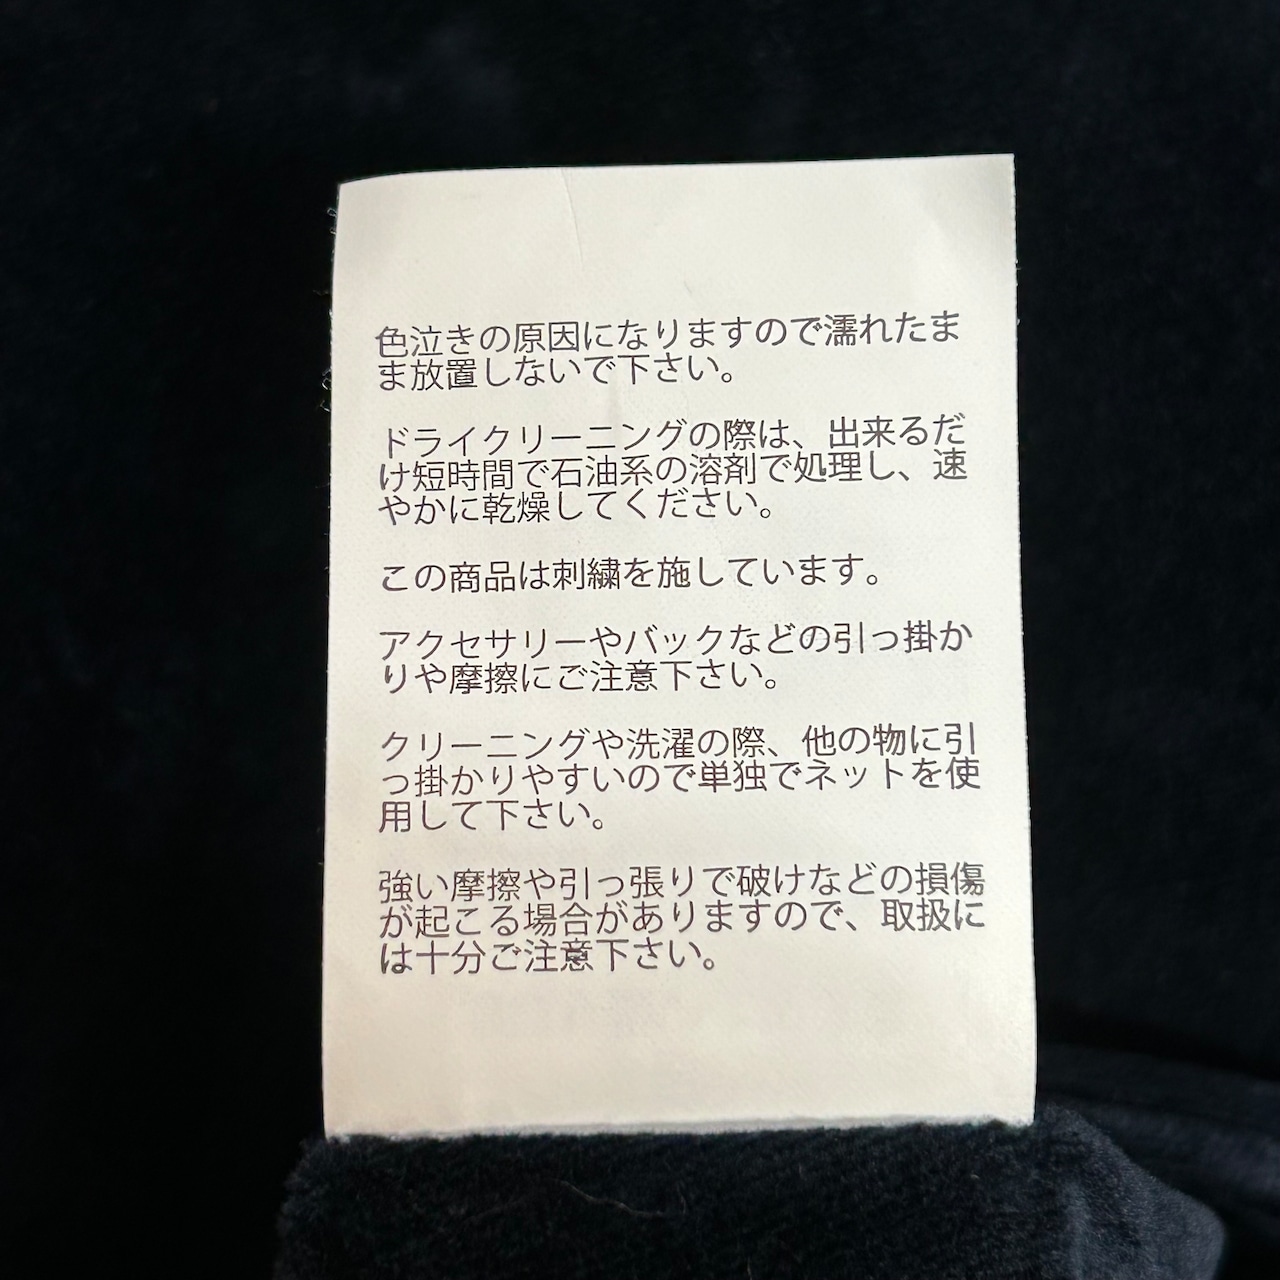 色泣きの原因になりますので濡れたま
ま放置しないで下さい。
ドライクリーニングの際は、出来るだ
け短時間で石油系の溶剤で処理し、速
やかに乾燥してください。
この商品は刺繍を施しています。
アクセサリーやバックなどの引っ掛か
りや摩擦にご注意下さい。
クリーニングや洗濯の際、他の物に引
っ掛かりやすいので単独でネットを使
用して下さい。
強い摩擦や引っ張りで破けなどの損傷
が起こる場合がありますので、取扱に
は十分ご注意下さい。